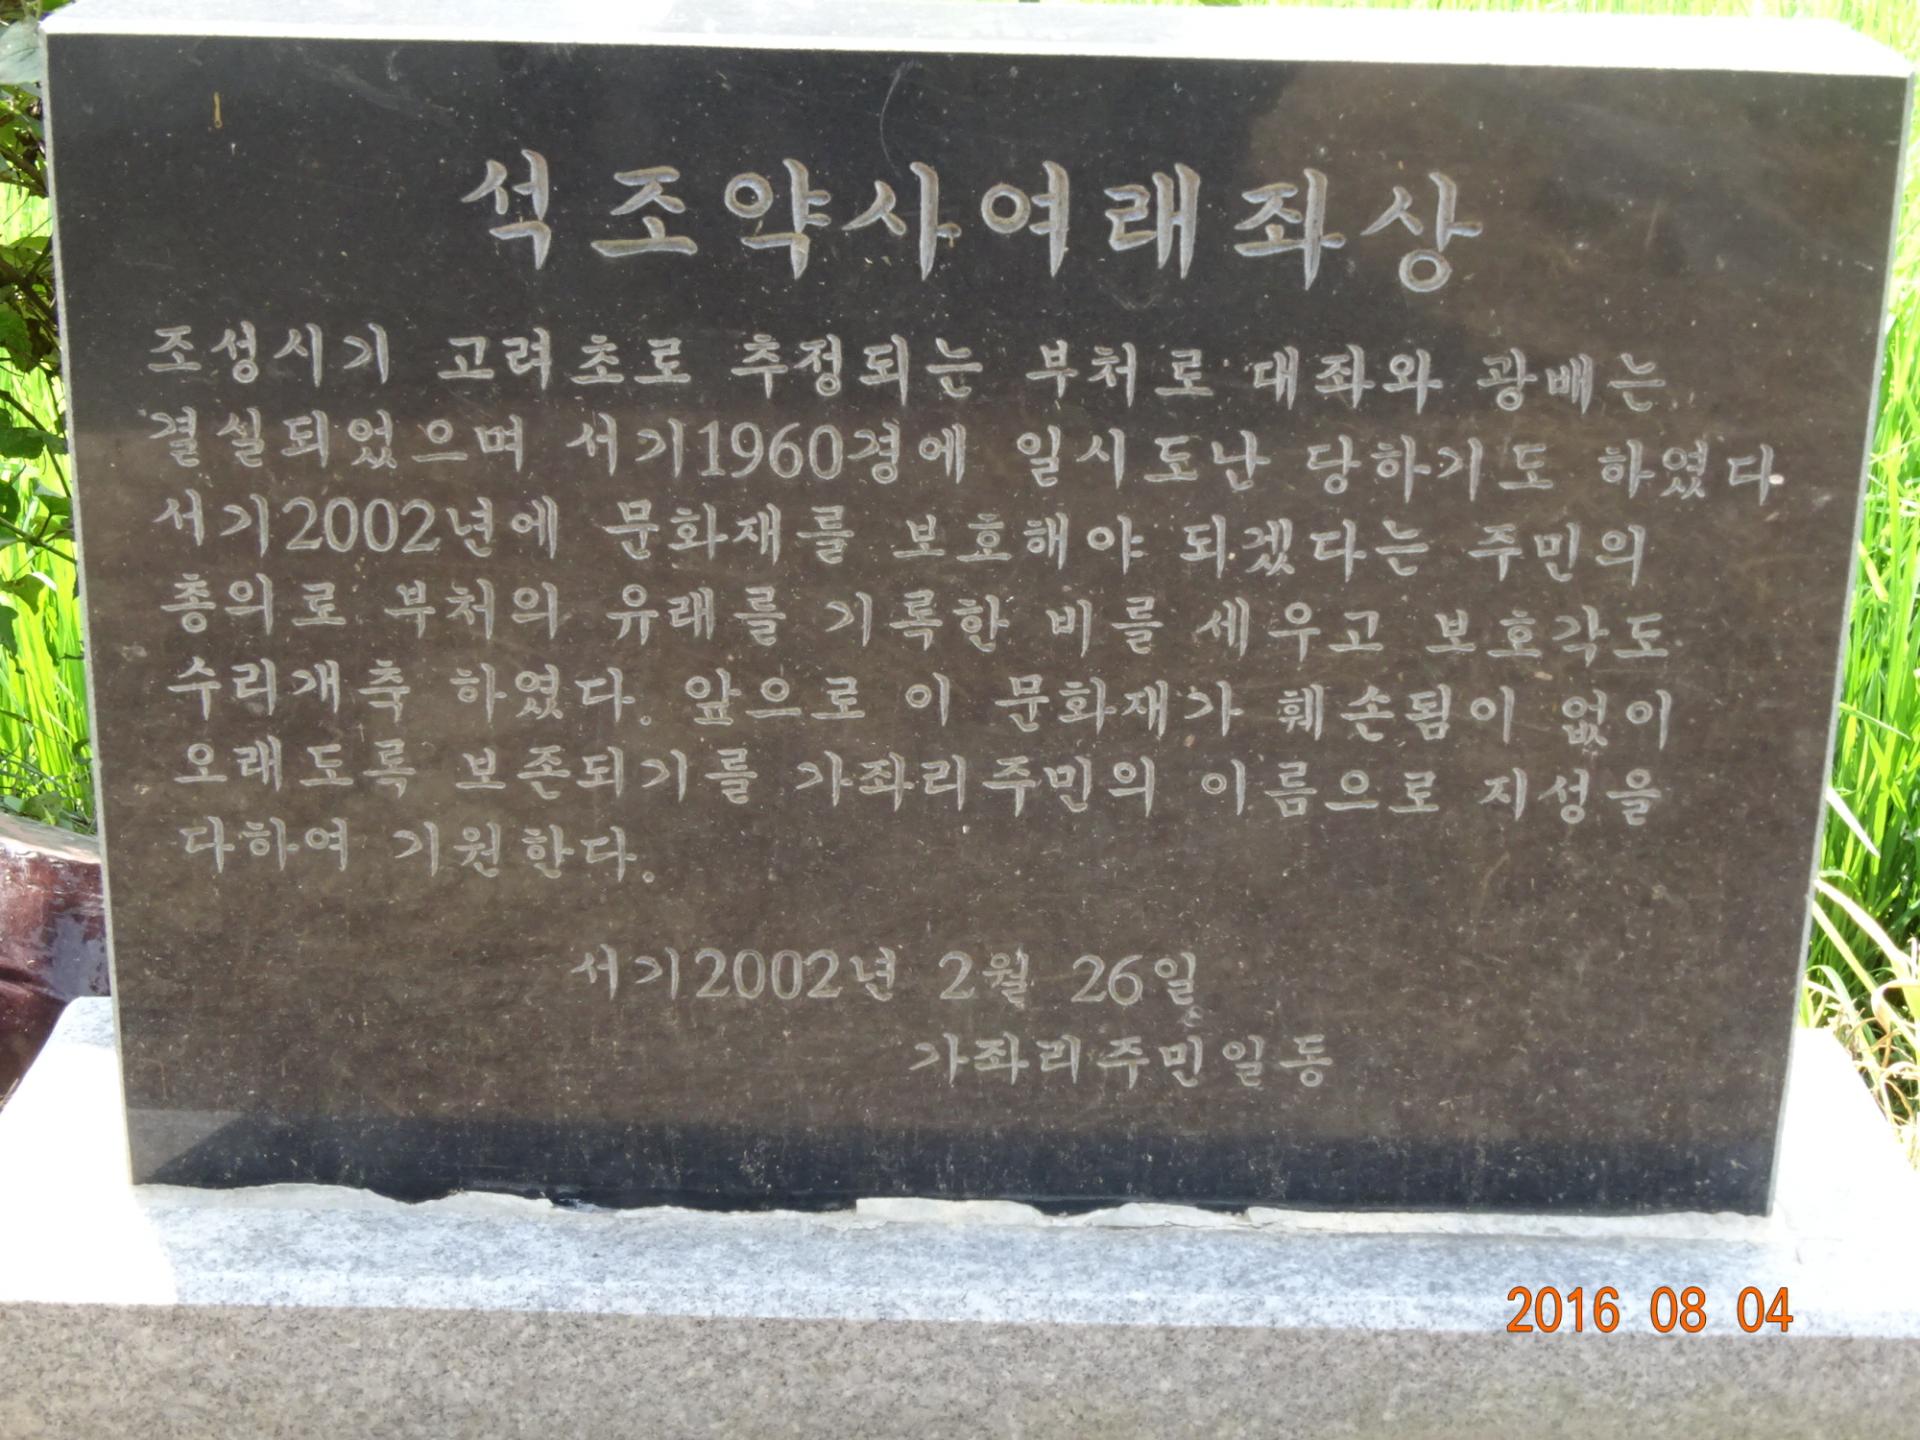 석조약사여래좌상
조성시기 고려초로 추정되는 부처로 대좌와 광배는
결실되었으며 서기1960경에 일시도난 당하기도 하였다
서기2002년에 문화재를 보호해야 되겠다는 주민의
총의로 부처의 유래를 기록한 비를 세우고 보호각도
수리개축 하였다. 앞으로 이 문화재가 훼손됨이 없이
오래도록 보존되기를 가좌리주민의 이름으로 지성을
다하여 기원한다.
서기2002년 2월 26일
가좌리주민일동
2016 08 04